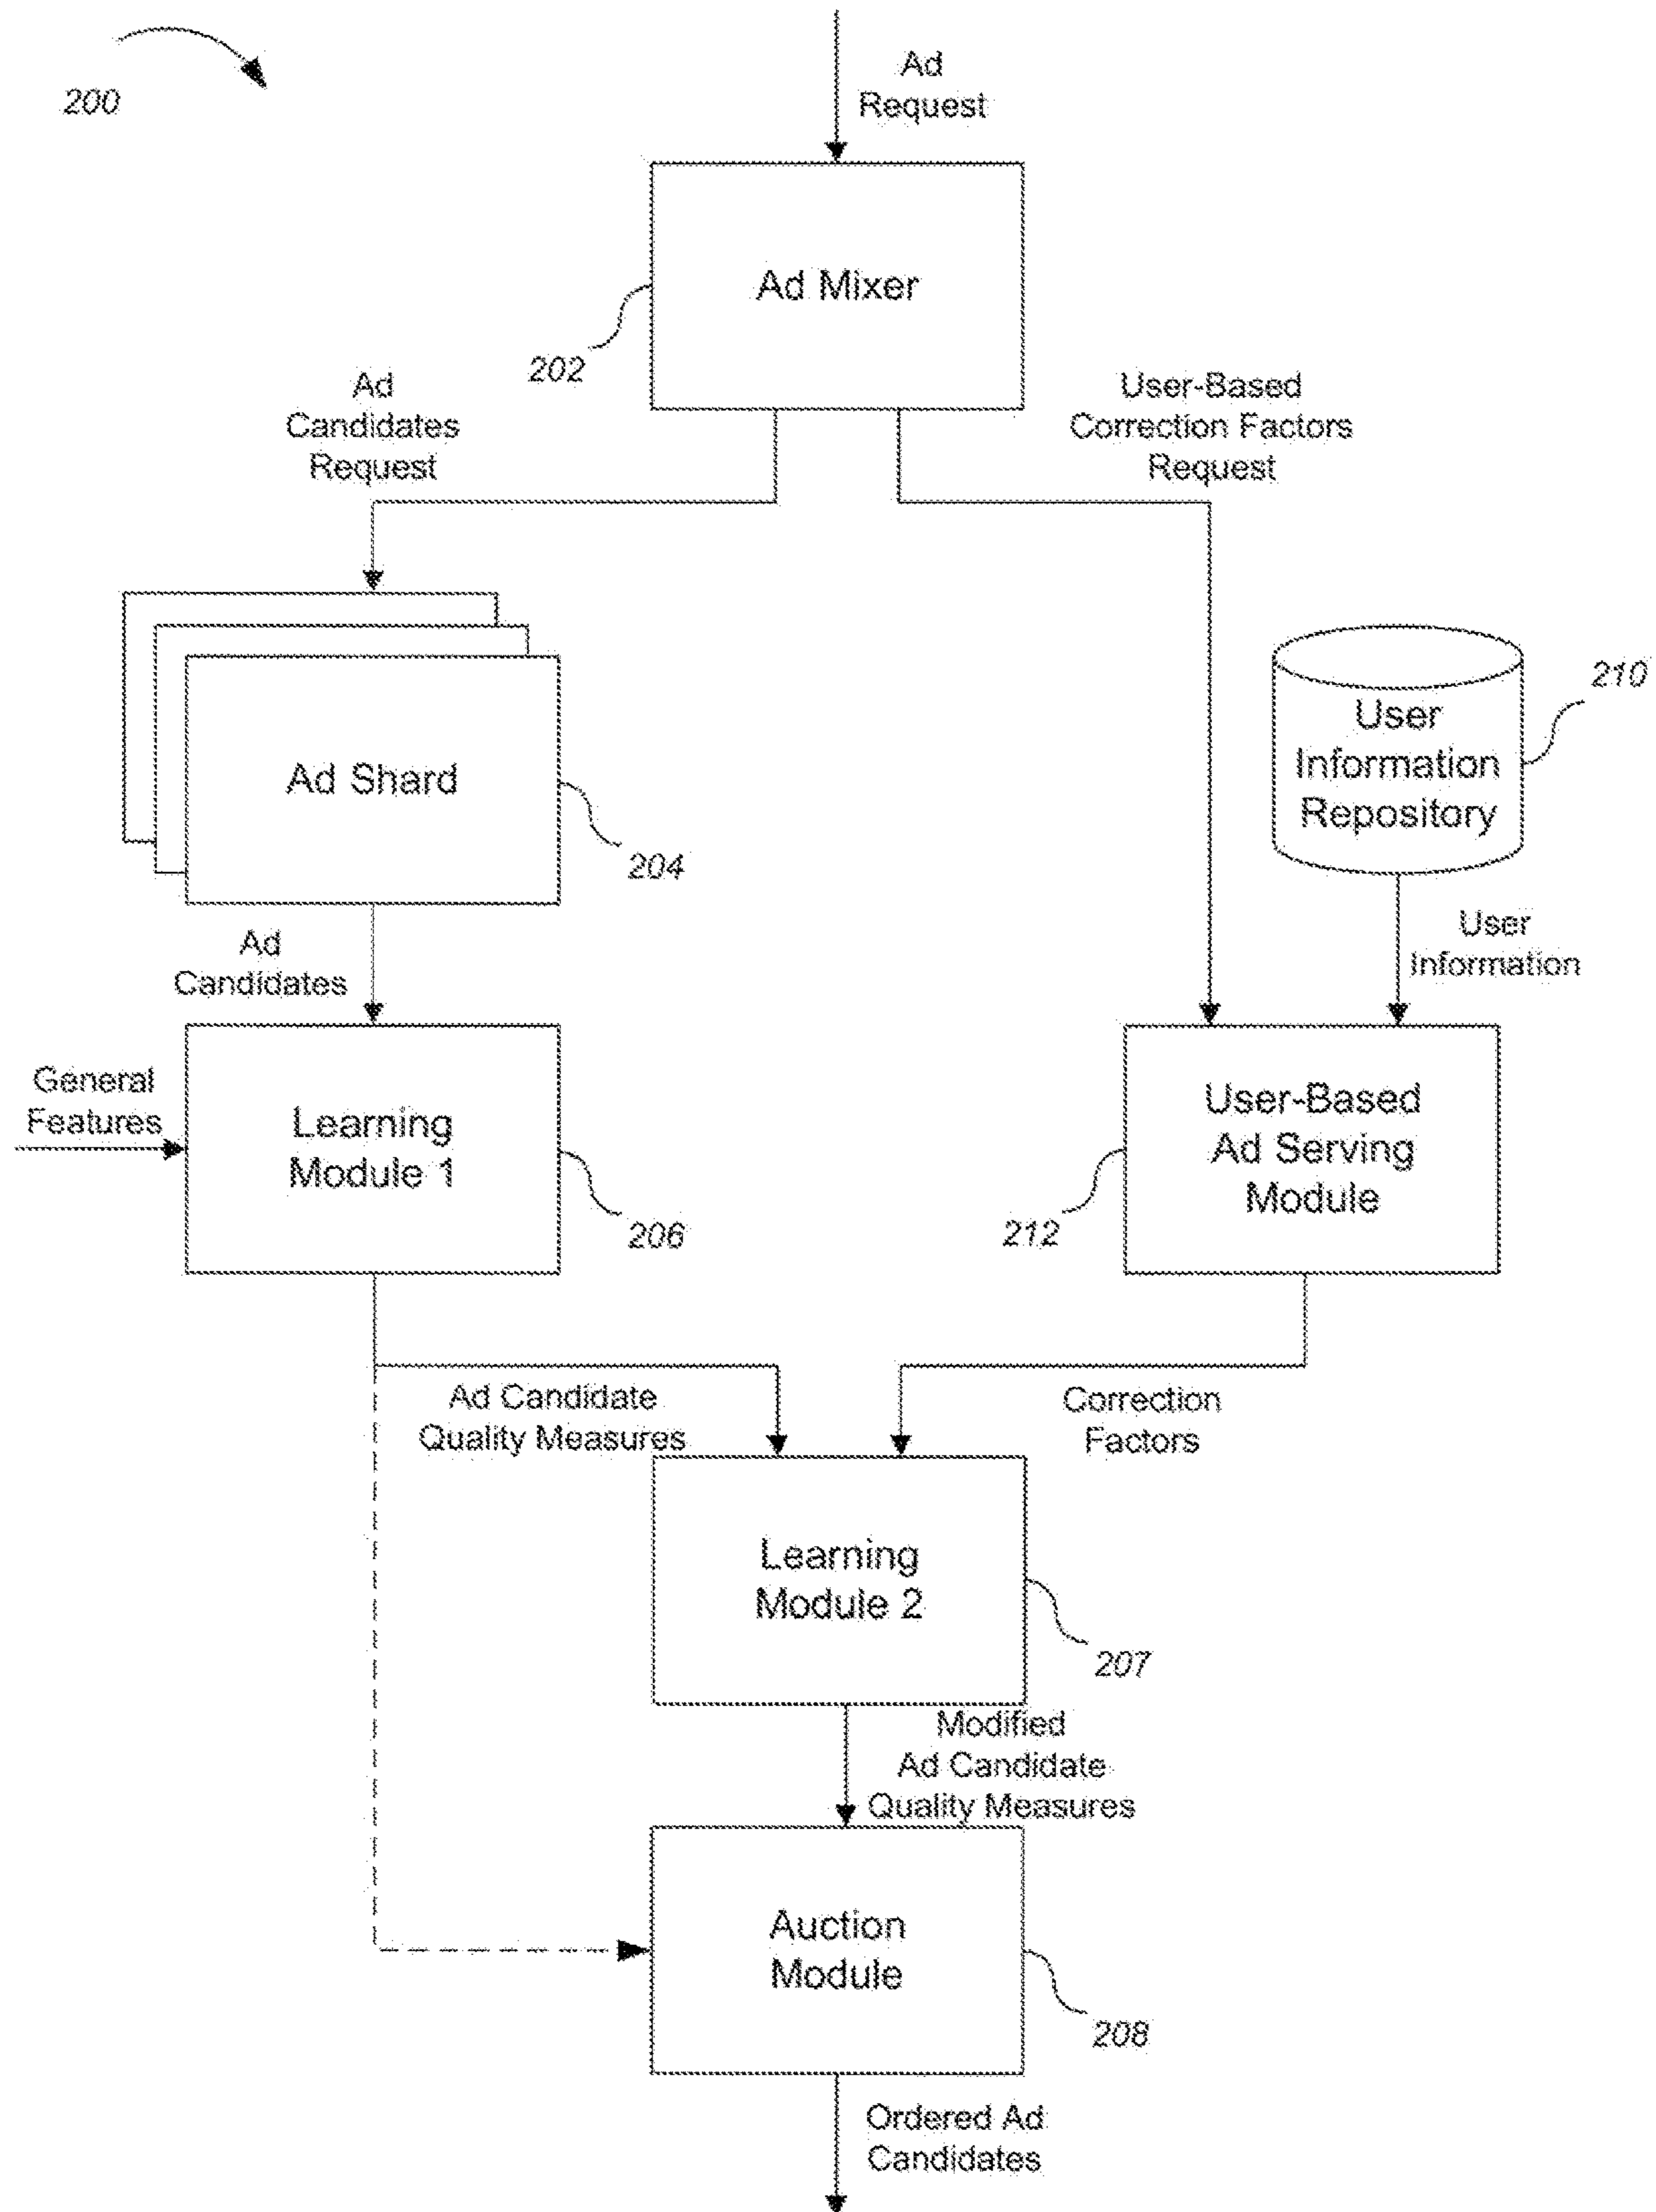 200
Ad
Request
Ad Mixer
202
Ad
Candidates
Request
User-Based
Correction Factors
Request
Ad Shard
204
User
Information
Repository
210
Ad
Candidates
User
Information
General
Features
Learning
Module 1
206
User-Based
Ad Serving
Module
212
Ad Candidate
Quality Measures
Correction
Factors
Learning
Module 2
207
Modified
Ad Candidate
Quality Measures
Auction
Module
208
Ordered Ad
Candidates